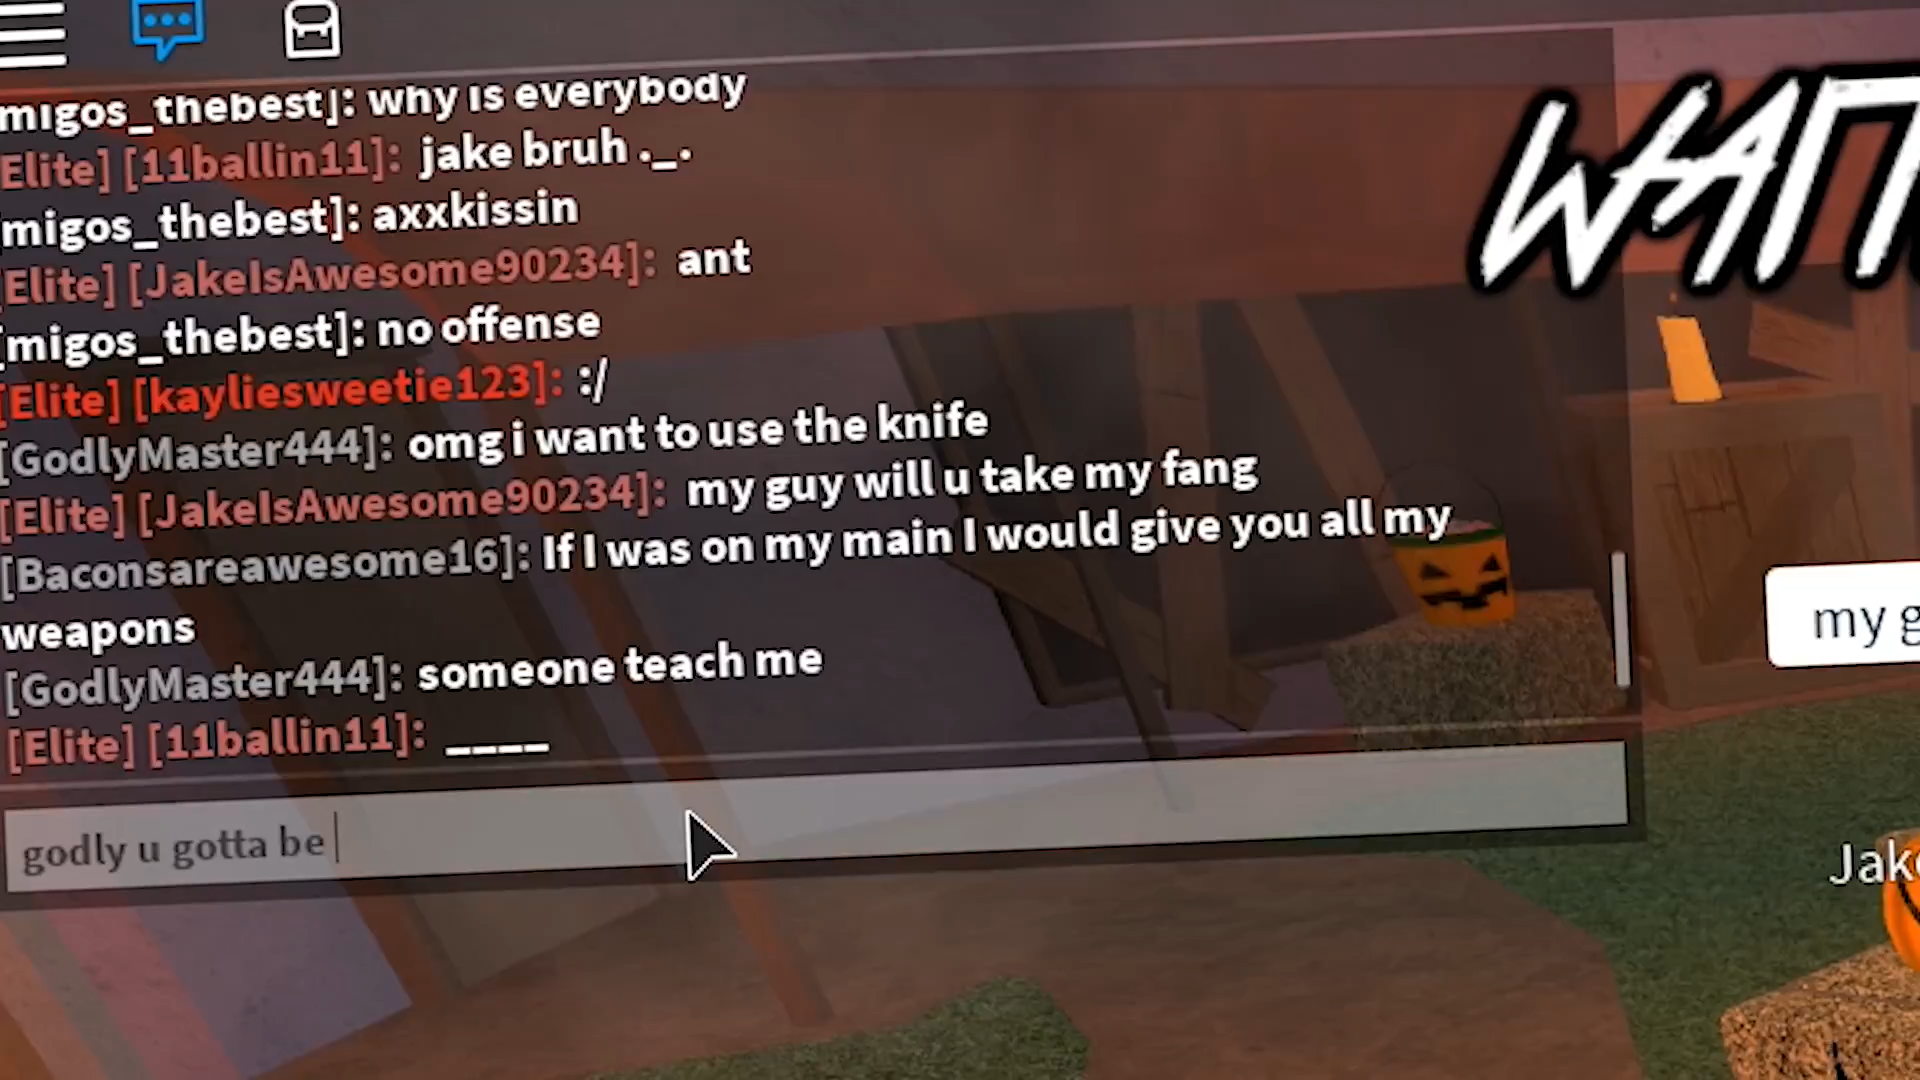 migos_thebest]: why is everybody
Elite] [11ballin11]: jake bruh ._.
[migos_thebest]: axxkissin
[Elite] [JakeIsAwesome90234]: ant
[migos_thebest]: no offense
[Elite] [kayliesweetie123]: :/
[GodlyMaster444]: omg i want to use the knife
[Elite] [JakeIsAwesome90234]: my guy will u take my fang
[Baconsareawesome16]: If I was on my main I would give you all my
weapons
[GodlyMaster444]: someone teach me
[Elite] [11ballin11]: ____
godly u gotta be
my g
Jake